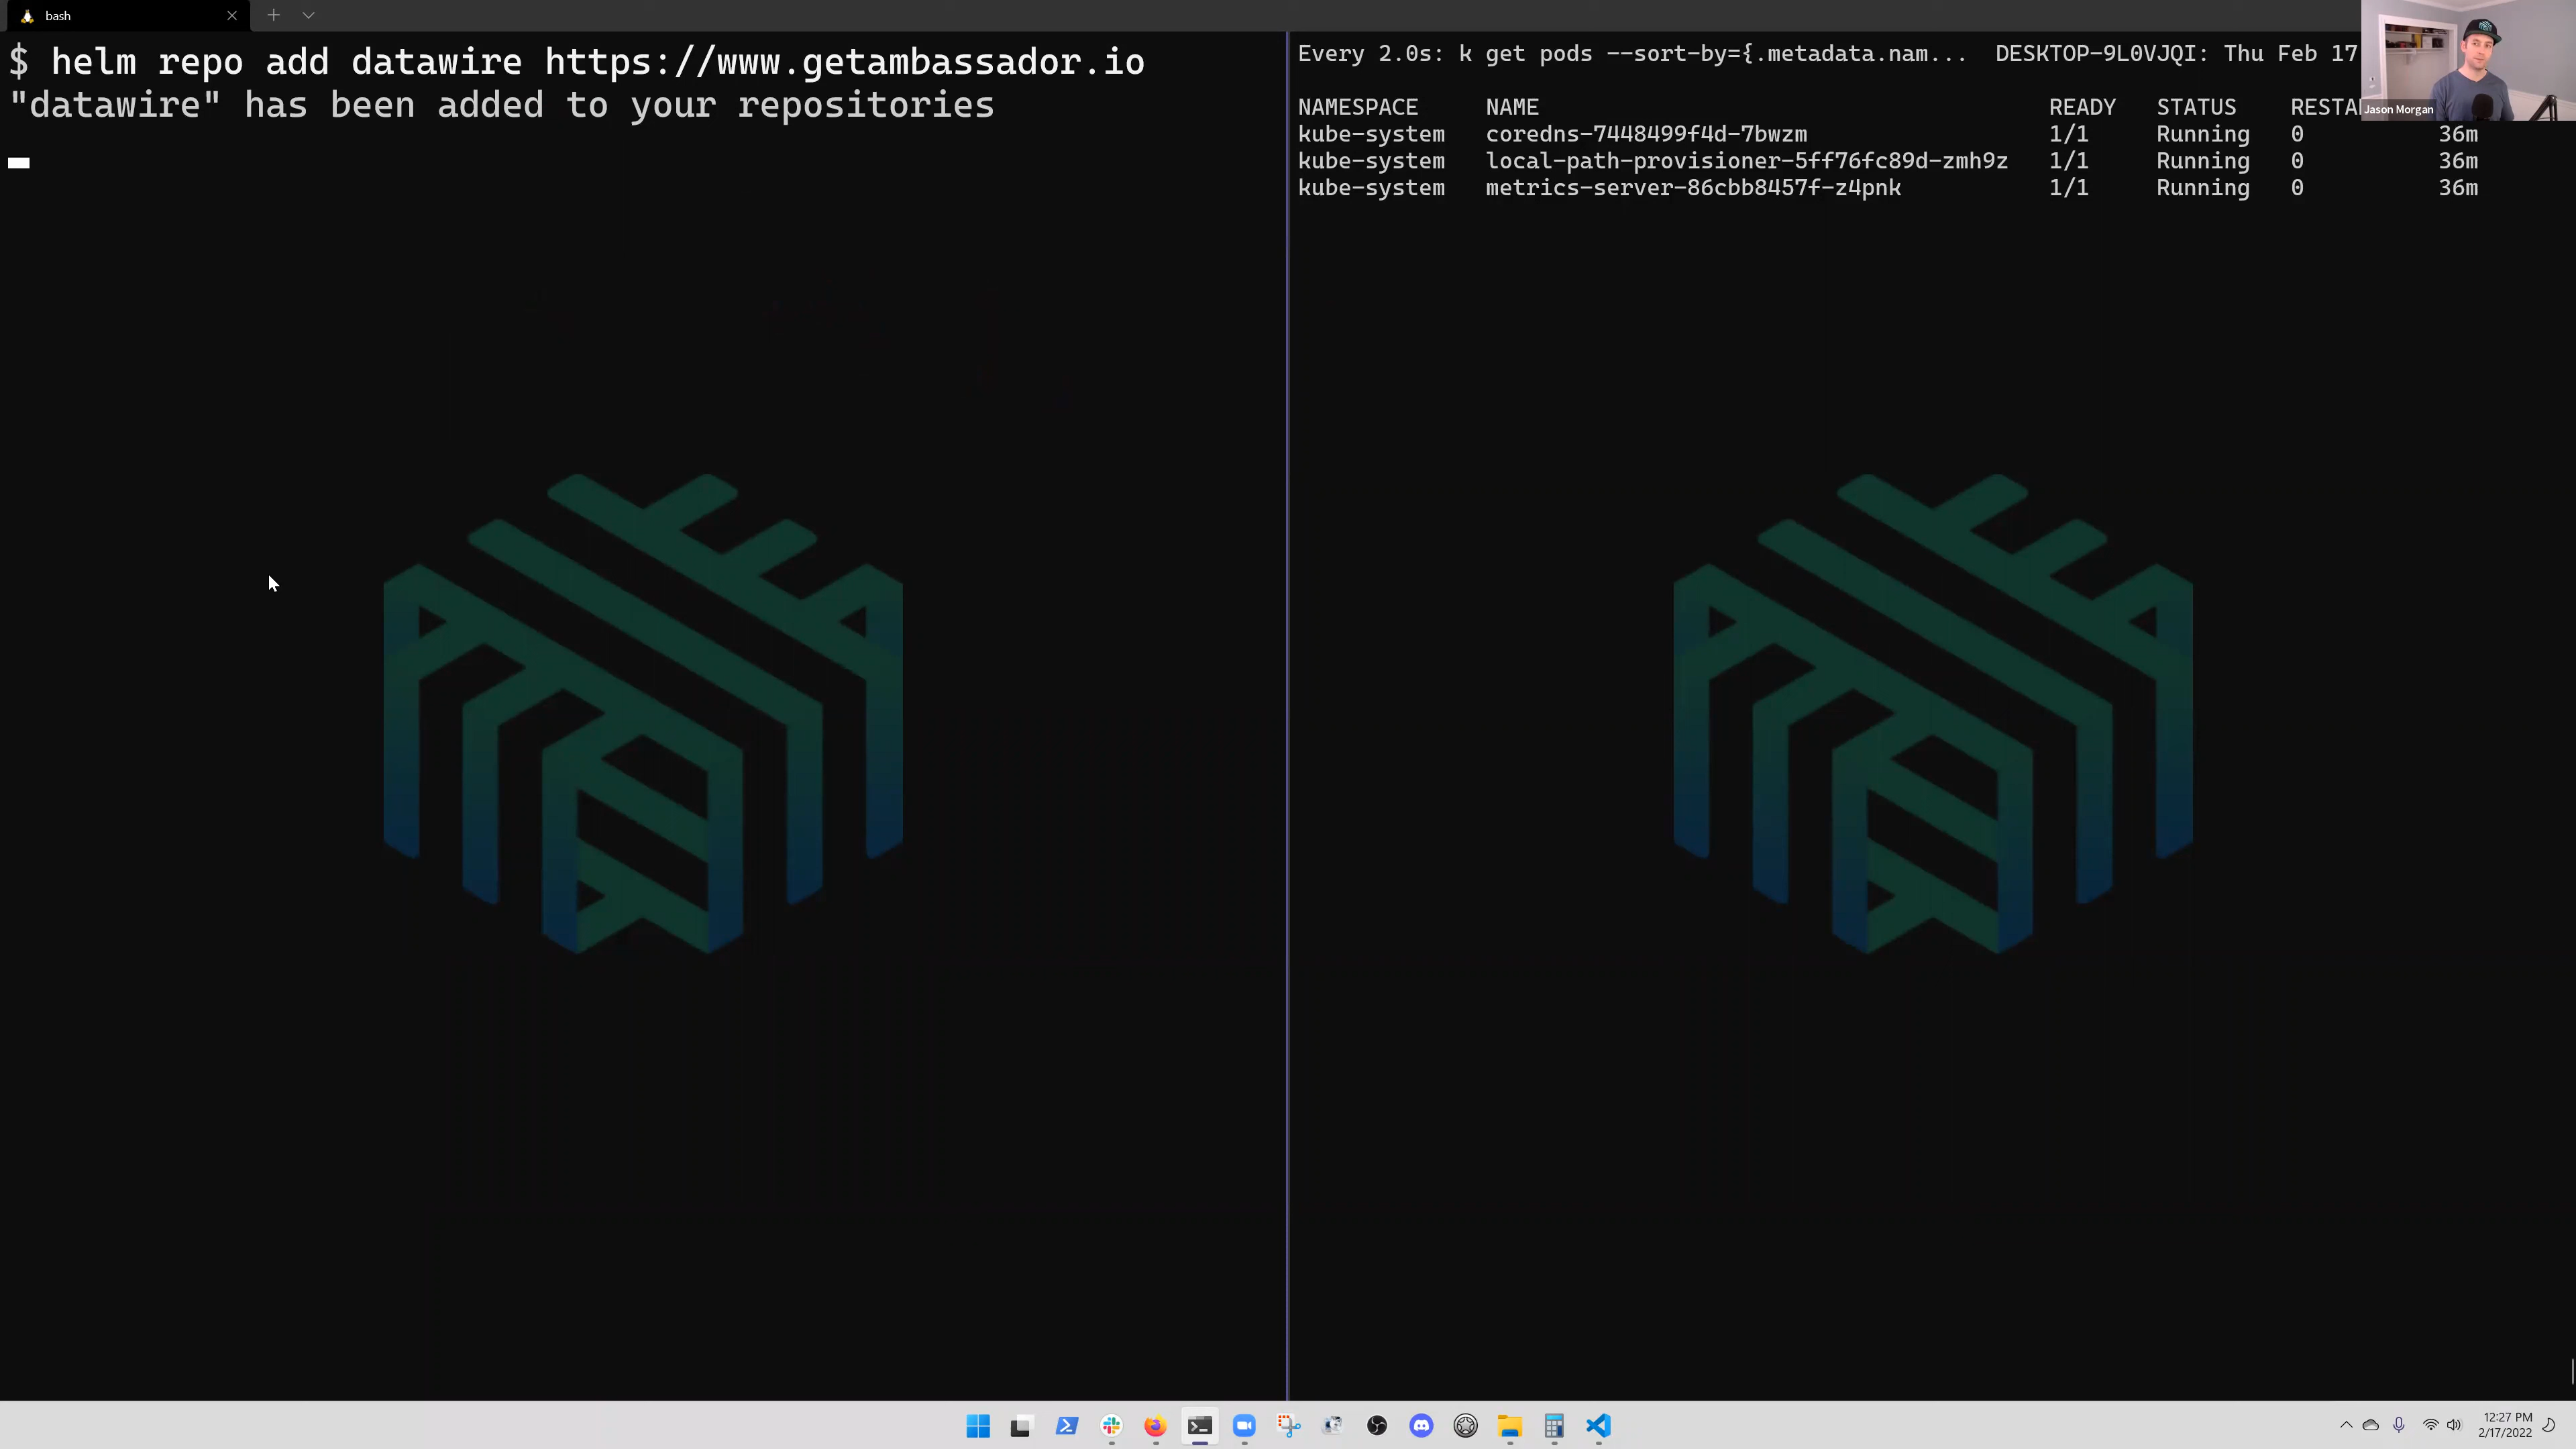 bash
$ helm repo add datawire https://www.getambassador.io
"datawire" has been added to your repositories
Every 2.0s: k get pods --sort-by={.metadata.nam... DESKTOP-9L0VJQI: Thu Feb 17
NAMESPACE NAME READY STATUS RESTA
kube-system coredns-7448499f4d-7bwzm 1/1 Running 0 36m
kube-system local-path-provisioner-5ff76fc89d-zmh9z 1/1 Running 0 36m
kube-system metrics-server-86cbb8457f-z4pnk 1/1 Running 0 36m
Jason Morgan
12:27 PM
2/17/2022